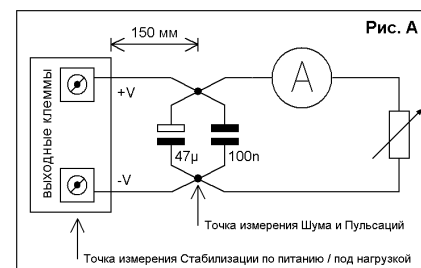 Рис. А
150 мм
выходные клеммы
+V
A
47µ
100n
-V
Точка измерения Шума и Пульсаций
Точка измерения Стабилизации по питанию / под нагрузкой